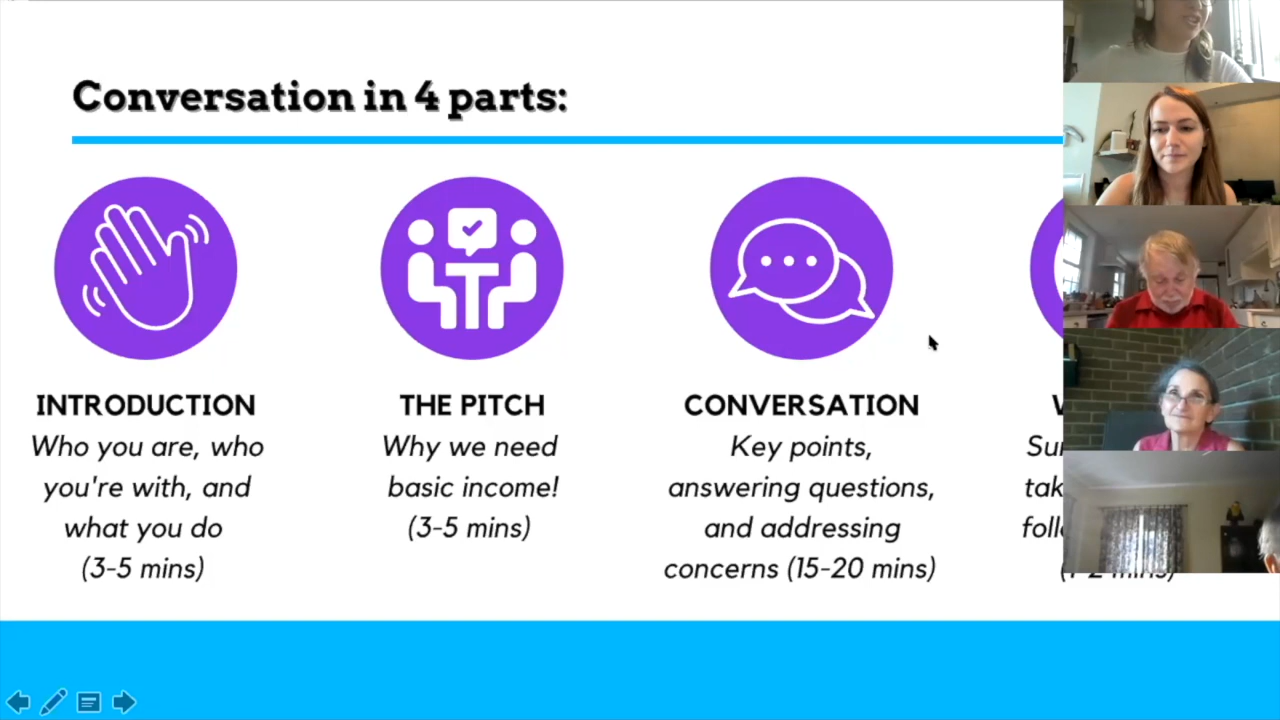 Conversation in 4 parts:
INTRODUCTION
Who you are, who
you're with, and
what you do
(3-5 mins)
THE PITCH
Why we need
basic income!
(3-5 mins)
CONVERSATION
Key points,
answering questions,
and addressing
concerns (15-20 mins)
mins)